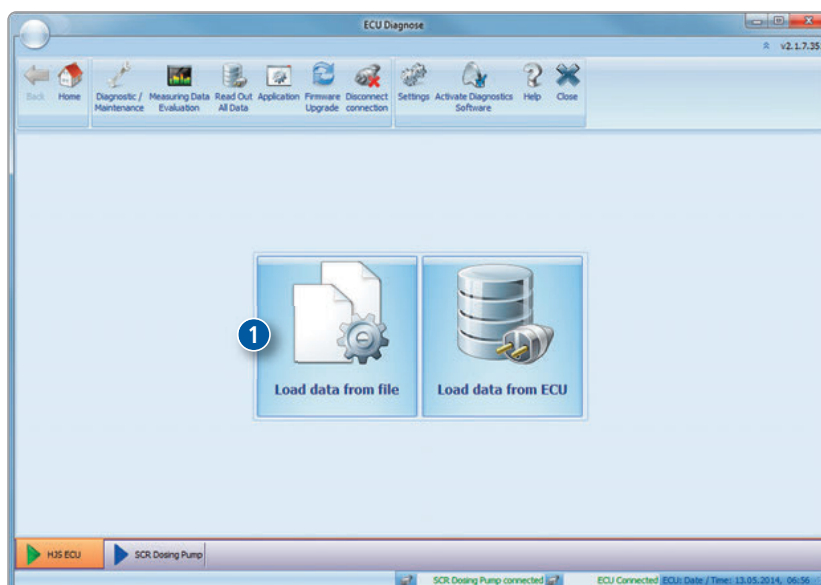 ECU Diagnose
v2.1.7.35
Back
Home
Diagnostic / Maintenance
Measuring Data Evaluation
Read Out All Data
Application
Firmware Upgrade
Disconnect connection
Settings
Activate Diagnostics Software
Help
Close
1
Load data from file
Load data from ECU
HJS ECU
SCR Dosing Pump
SCR Dosing Pump connected
ECU Connected
ECU: Date / Time: 13.05.2014, 06:56